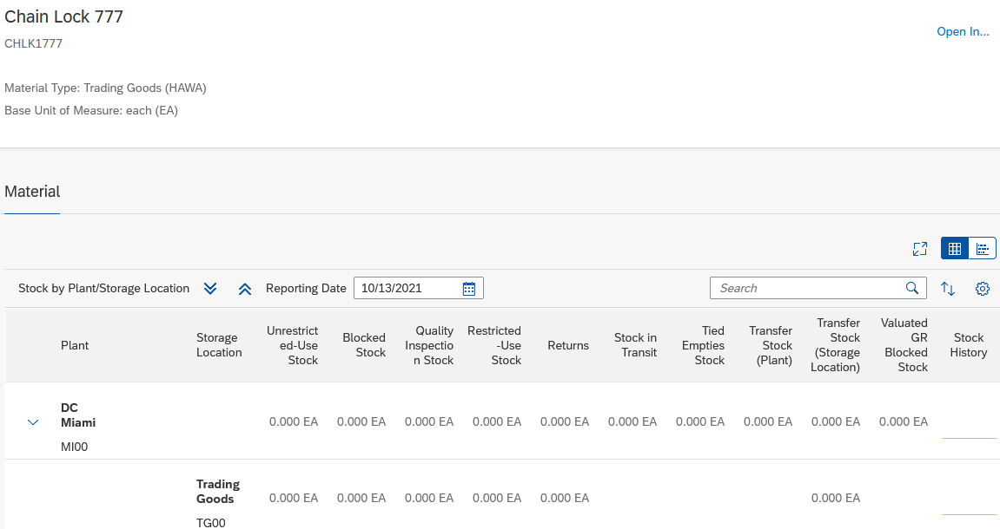 Chain Lock 777
CHLK1777
Open In...
Material Type: Trading Goods (HAWA)
Base Unit of Measure: each (EA)
Material
Stock by Plant/Storage Location Reporting Date 10/13/2021 Search
Plant
Storage
Location
Unrestrict
ed-Use
Stock
Blocked
Stock
Quality
Inspectio
n Stock
Restricted
-Use
Stock
Returns
Stock in
Transit
Tied
Empties
Stock
Transfer
Stock
(Plant)
Transfer
Stock
(Storage
Location)
Valuated
GR
Blocked
Stock
Stock
History
DC
Miami
MI00
0.000 EA 0.000 EA 0.000 EA 0.000 EA 0.000 EA 0.000 EA 0.000 EA 0.000 EA 0.000 EA 0.000 EA
Trading
Goods
TG00
0.000 EA 0.000 EA 0.000 EA 0.000 EA 0.000 EA 0.000 EA